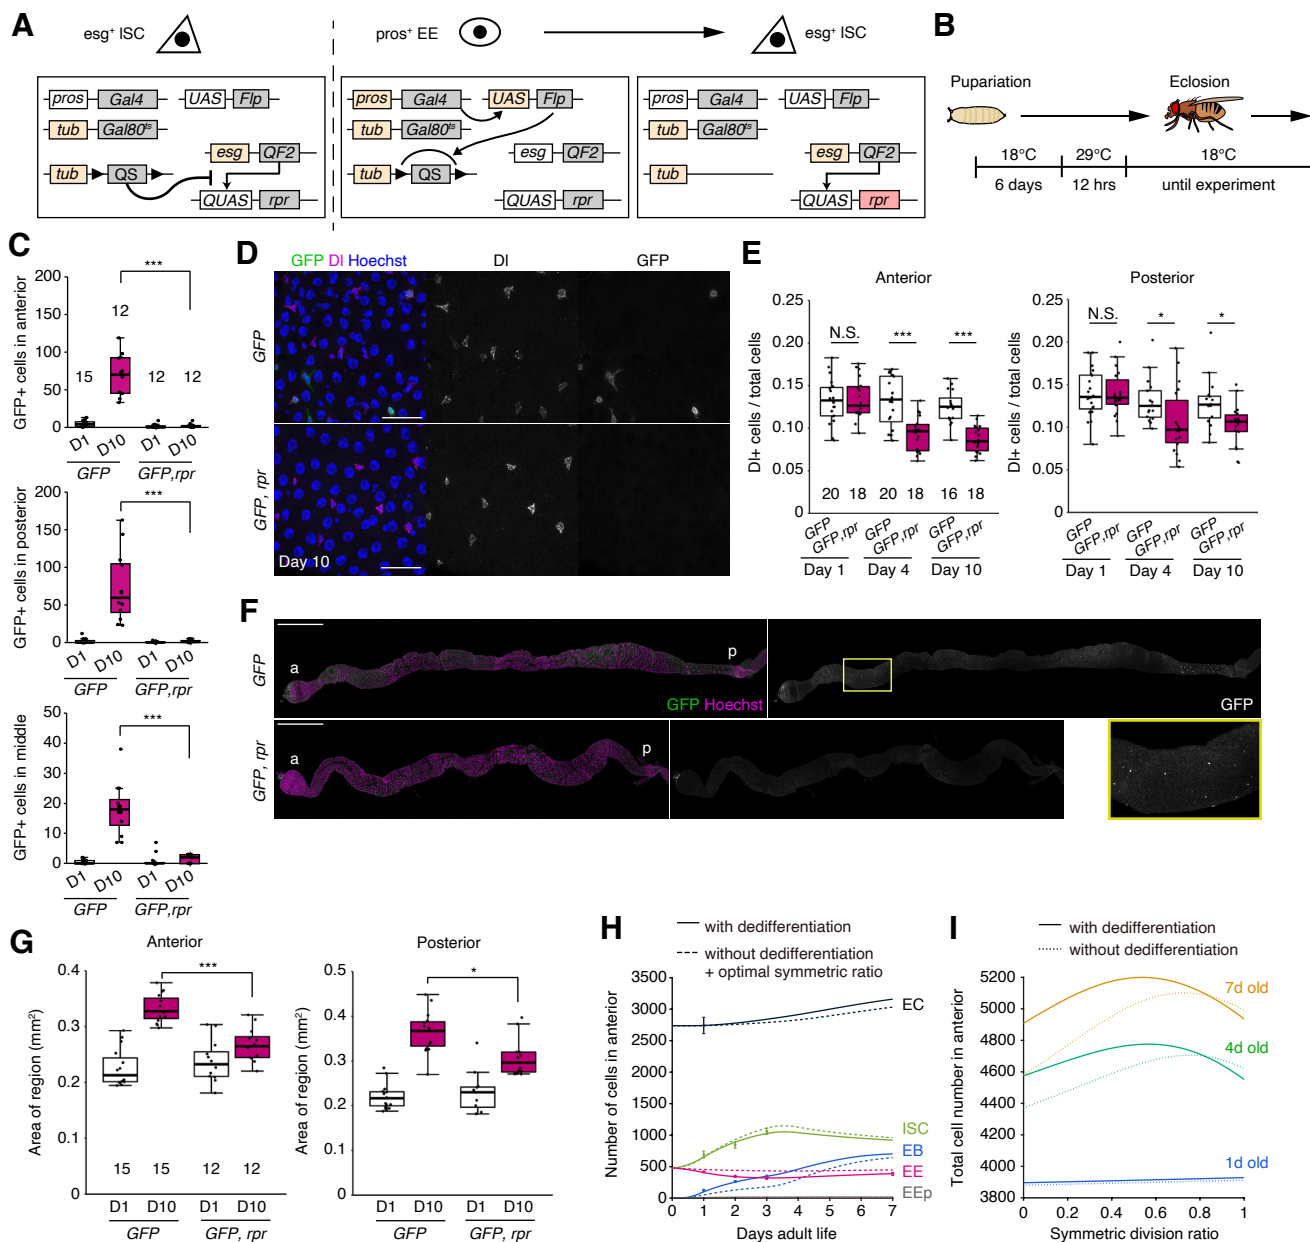 A
esg+ ISC
pros+ EE
esg+ ISC
pros Gal4 UAS Flp
tub Gal80ts
esg QF2
tub QS
QUAS rpr
pros Gal4 UAS Flp
tub Gal80ts
esg QF2
tub QS
QUAS rpr
pros Gal4 UAS Flp
tub Gal80ts
esg QF2
tub
QUAS rpr
B
Pupariation Eclosion
18°C 29°C 18°C
6 days 12 hrs until experiment
C
GFP+ cells in anterior
200
150
100
50
0
***
15 12 12 12
D1 D10 D1 D10
GFP GFP,rpr
GFP+ cells in posterior
200
150
100
50
0
***
D1 D10 D1 D10
GFP GFP,rpr
GFP+ cells in middle
50
40
30
20
10
0
***
D1 D10 D1 D10
GFP GFP,rpr
D
GFP Dl Hoechst Dl GFP
GFP
GFP, rpr
Day 10
E
Anterior
Dl+ cells / total cells
0.25
0.20
0.15
0.10
0.05
0
N.S. *** ***
20 18 20 18 16 18
GFP GFP,rpr GFP GFP,rpr GFP GFP,rpr
Day 1 Day 4 Day 10
Posterior
Dl+ cells / total cells
0.25
0.20
0.15
0.10
0.05
0
N.S. * *
GFP GFP,rpr GFP GFP,rpr GFP GFP,rpr
Day 1 Day 4 Day 10
F
GFP
a p
GFP Hoechst
GFP
GFP, rpr
a p
G
Anterior
Area of region (mm²)
0.4
0.3
0.2
0.1
0
***
15 15 12 12
D1 D10 D1 D10
GFP GFP, rpr
Posterior
Area of region (mm²)
0.5
0.4
0.3
0.2
0.1
0
*
D1 D10 D1 D10
GFP GFP, rpr
H
with dedifferentiation
without dedifferentiation
+ optimal symmetric ratio
Number of cells in anterior
3500
3000
2500
2000
1500
1000
500
0
EC
ISC
EB
EE
EEp
0 1 2 3 4 5 6 7
Days adult life
I
with dedifferentiation
without dedifferentiation
Total cell number in anterior
5200
5000
4800
4600
4400
4200
4000
3800
7d old
4d old
1d old
0 0.2 0.4 0.6 0.8 1
Symmetric division ratio